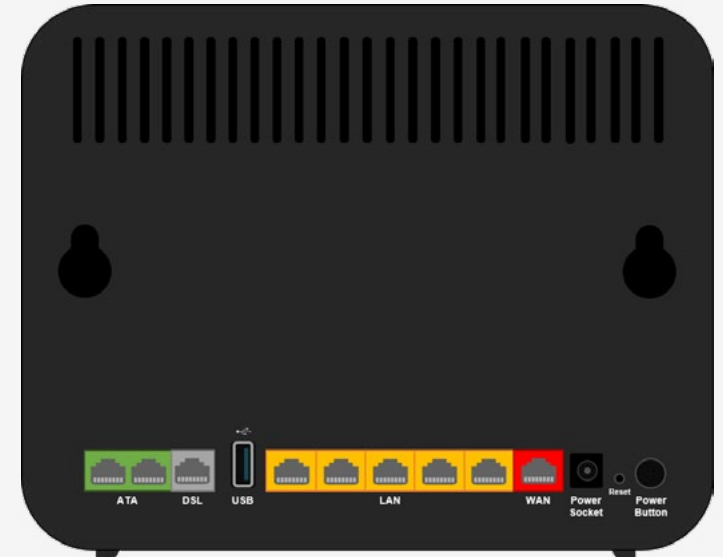 ATA
DSL
USB
LAN
WAN
Power
Socket
Reset
Power
Button